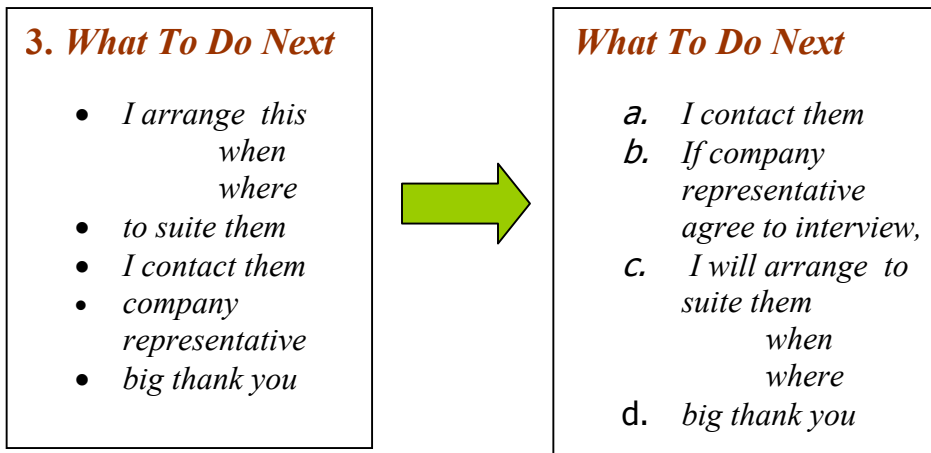 3. What To Do Next
• I arrange this
when
where
• to suite them
• I contact them
• company
representative
• big thank you
What To Do Next
a. I contact them
b. If company
representative
agree to interview,
c. I will arrange to
suite them
when
where
d. big thank you